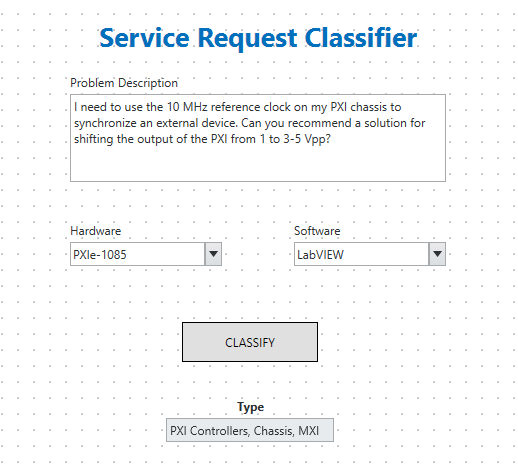 Service Request Classifier
Problem Description
I need to use the 10 MHz reference clock on my PXI chassis to
synchronize an external device. Can you recommend a solution for
shifting the output of the PXI from 1 to 3-5 Vpp?
Hardware
Software
PXIe-1085
LabVIEW
CLASSIFY
Type
PXI Controllers, Chassis, MXI